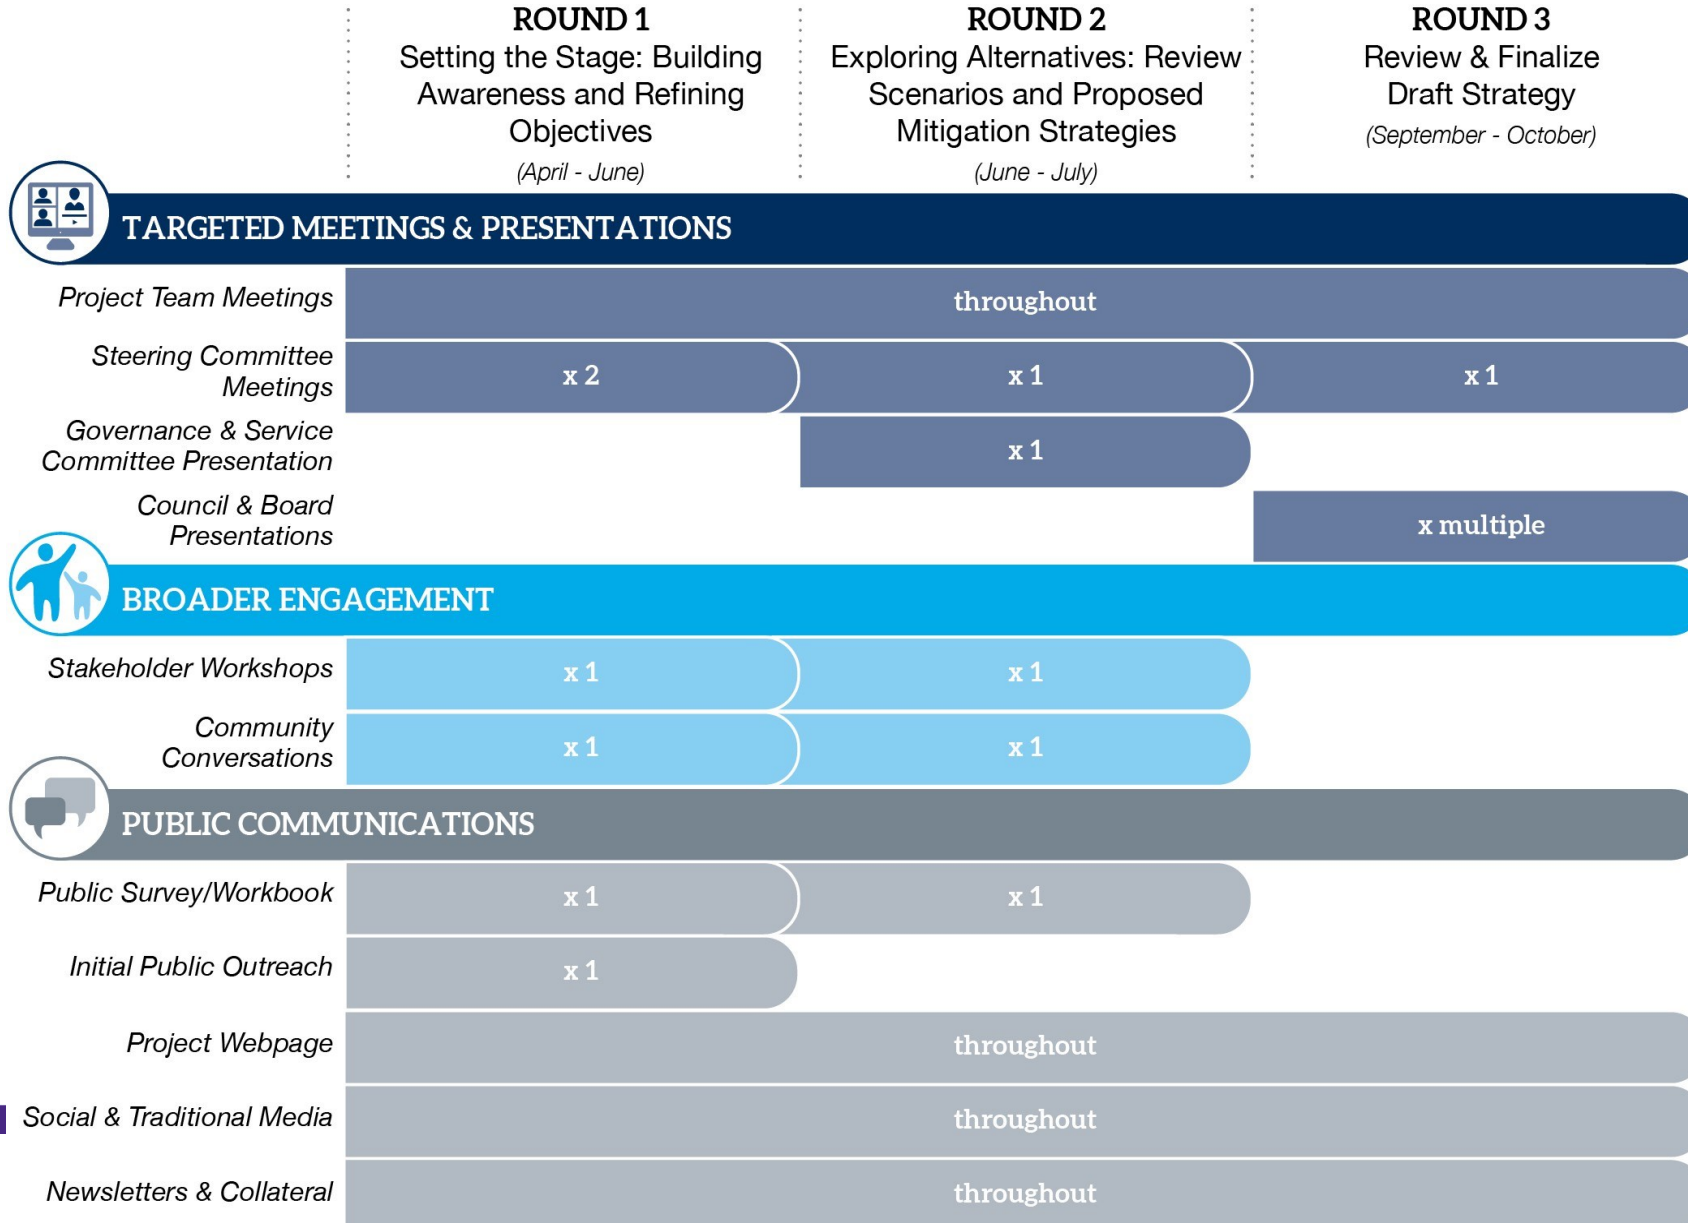 ROUND 1
Setting the Stage: Building
Awareness and Refining
Objectives
(April - June)
ROUND 2
Exploring Alternatives: Review
Scenarios and Proposed
Mitigation Strategies
(June - July)
ROUND 3
Review & Finalize
Draft Strategy
(September - October)
TARGETED MEETINGS & PRESENTATIONS
Project Team Meetings
throughout
Steering Committee
Meetings
x 2
x 1
x 1
Governance & Service
Committee Presentation
x 1
Council & Board
Presentations
x multiple
BROADER ENGAGEMENT
Stakeholder Workshops
x 1
x 1
Community
Conversations
x 1
x 1
PUBLIC COMMUNICATIONS
Public Survey/Workbook
x 1
x 1
Initial Public Outreach
x 1
Project Webpage
throughout
Social & Traditional Media
throughout
Newsletters & Collateral
throughout